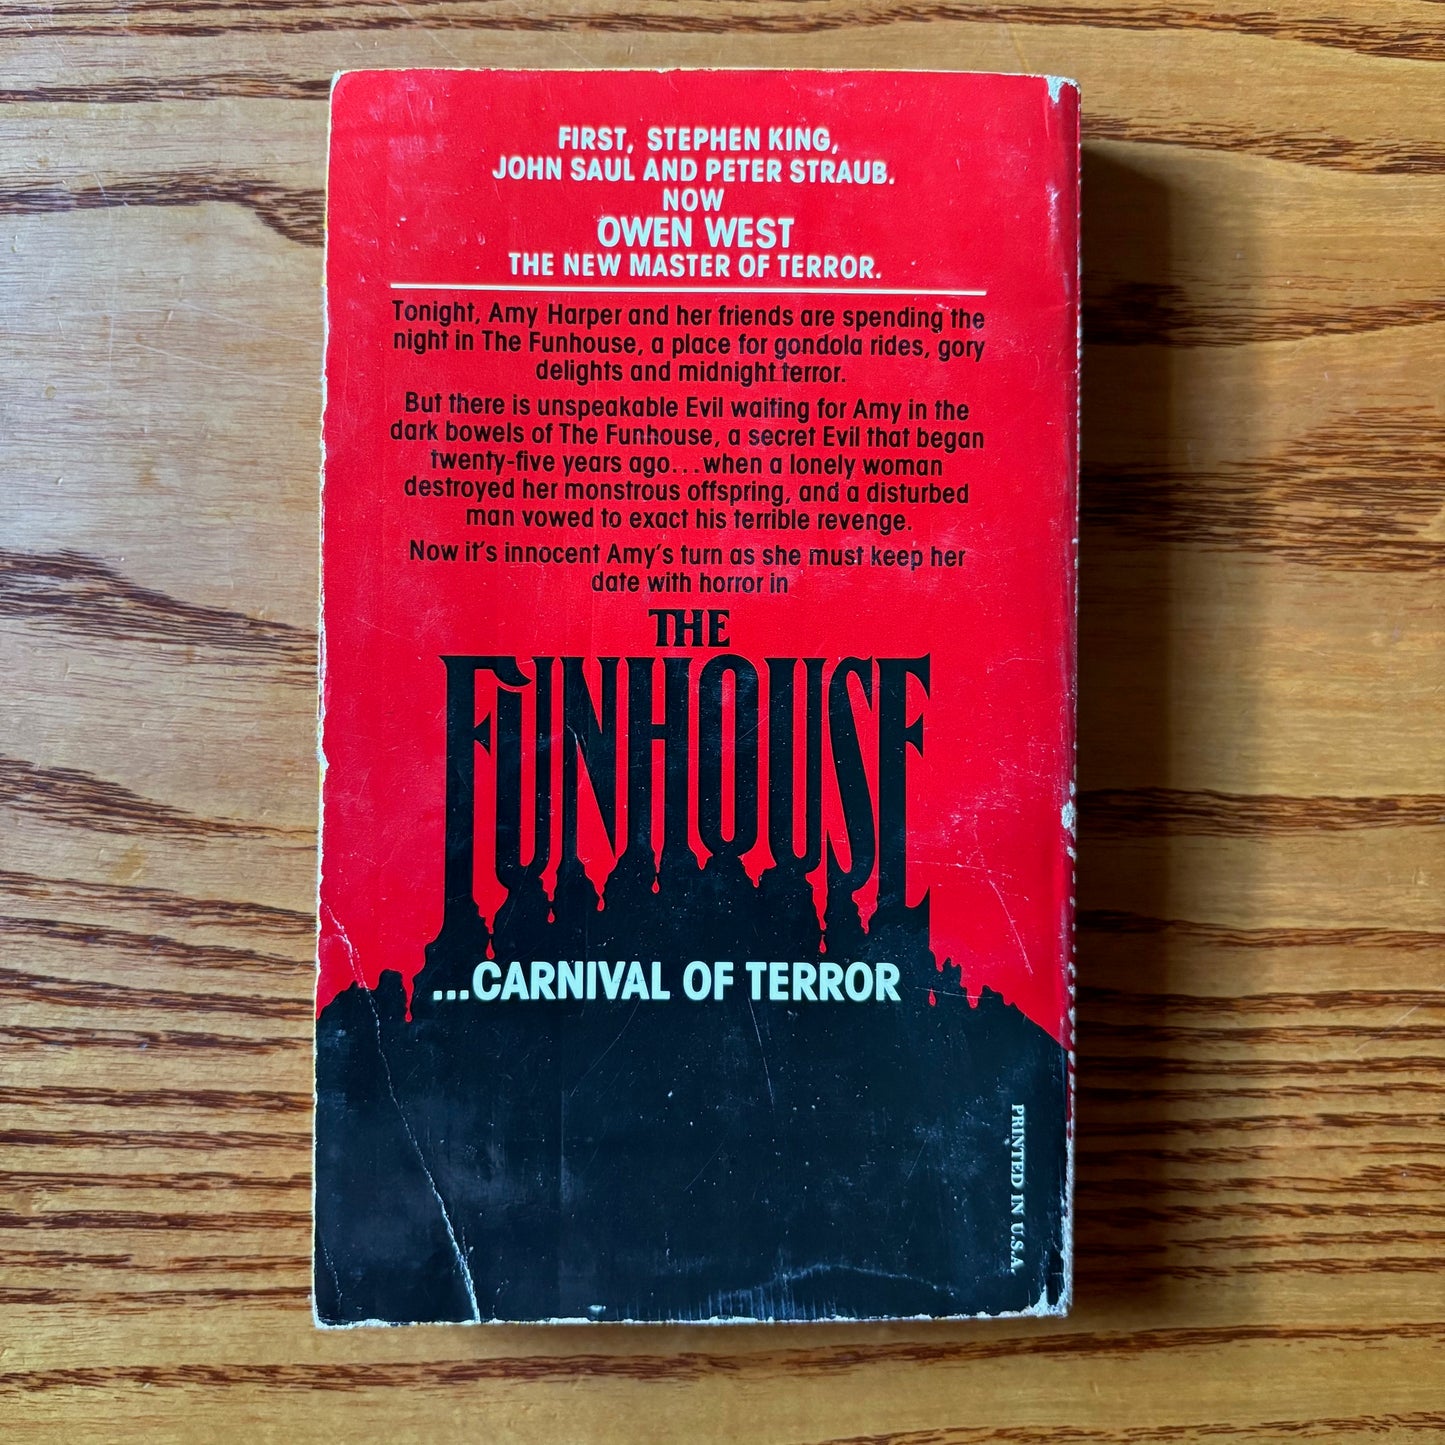 FIRST, STEPHEN KING,
JOHN SAUL AND PETER STRAUB.
NOW
OWEN WEST
THE NEW MASTER OF TERROR.
Tonight, Amy Harper and her friends are spending the
night in The Funhouse, a place for gondola rides, gory
delights and midnight terror.
But there is unspeakable Evil waiting for Amy in the
dark bowels of The Funhouse, a secret Evil that began
twenty-five years ago...when a lonely woman
destroyed her monstrous offspring, and a disturbed
man vowed to exact his terrible revenge.
Now it's innocent Amy's turn as she must keep her
date with horror in
THE
FUNHOUSE
...CARNIVAL OF TERROR
PRINTED IN U.S.A.